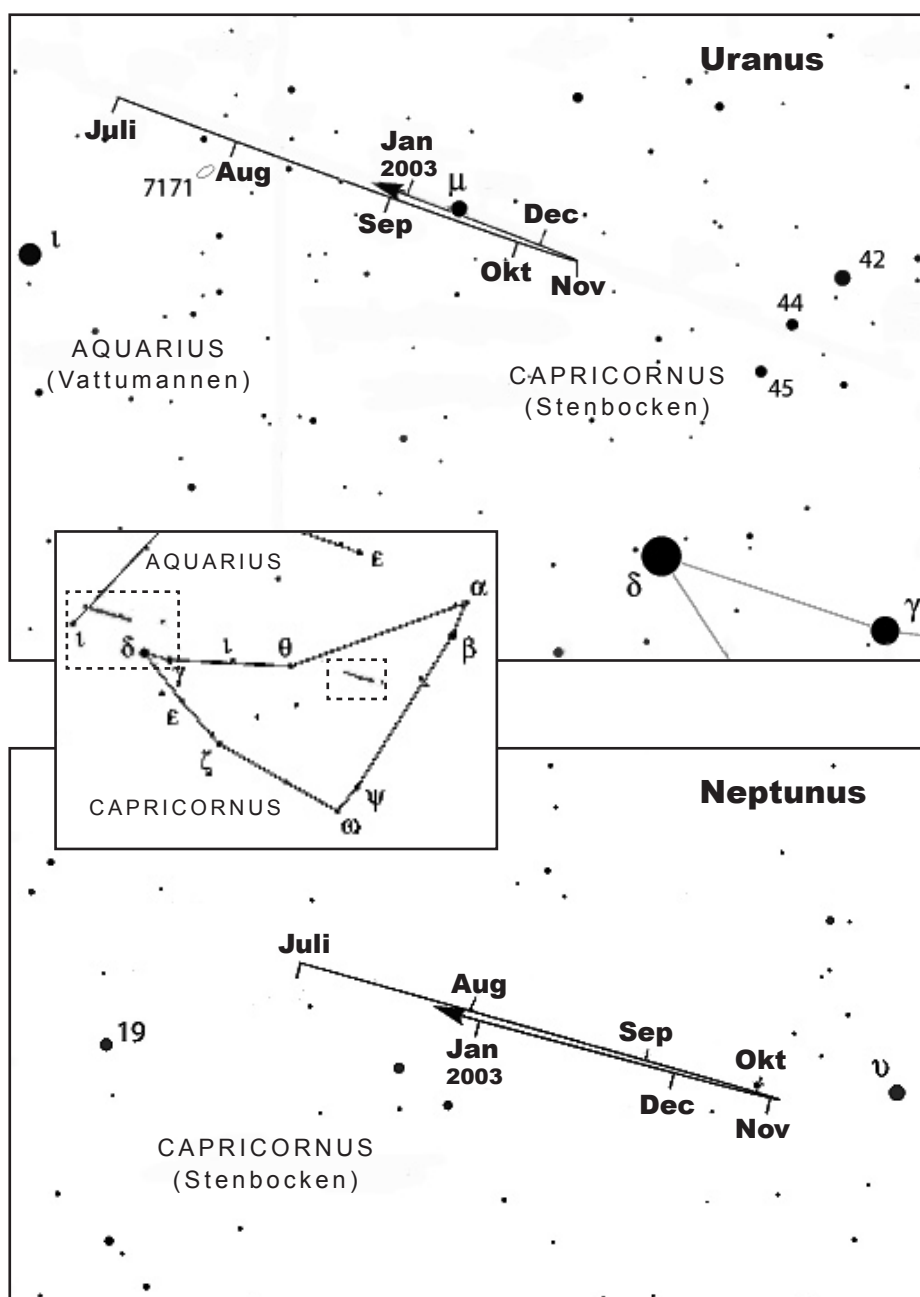 Uranus
Juli
Aug
7171
Jan
2003
μ
Sep
Dec
Okt
Nov
ι
42
44
45
AQUARIUS
(Vattumannen)
CAPRICORNUS
(Stenbocken)
δ
γ
AQUARIUS
ε
α
β
ι
δ
γ
ι
θ
ε
ζ
ψ
ω
CAPRICORNUS
Neptunus
Juli
Aug
Sep
Okt
19
Jan
2003
Dec
Nov
υ
CAPRICORNUS
(Stenbocken)